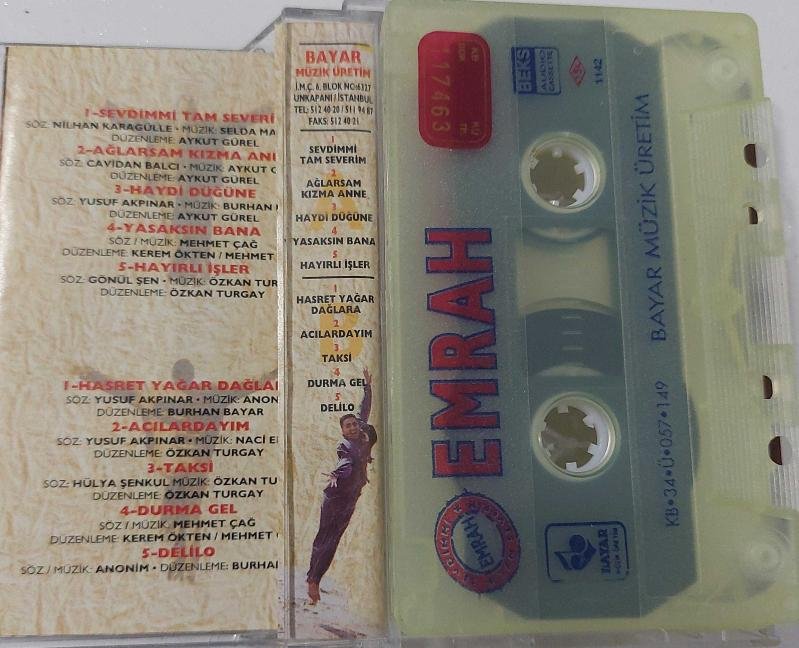 1-SEVDİMMİ TAM SEVERİ
SÖZ: NİLHAN KARAGÜLLE • MÜZİK: SELDA MA
DÜZENLEME: AYKUT GÜREL
2-AĞLARSAM KIZMA ANN
SÖZ: CAVİDAN BALCI • MÜZİK: AYKUT G
DÜZENLEME: AYKUT GÜREL
3-HAYDİ DÜĞÜNE
SÖZ: YUSUF AKPINAR • MÜZİK: BURHAN
DÜZENLEME: AYKUT GÜREL
4-YASAKSIN BANA
SÖZ / MÜZİK: MEHMET ÇAĞ
DÜZENLEME: KEREM ÖKTEN / MEHMET
5-HAYIRLI İŞLER
SÖZ: GÖNÜL ŞEN • MÜZİK: ÖZKAN TUR
DÜZENLEME: ÖZKAN TURGAY
1-HASRET YAĞAR DAĞLA
SÖZ: YUSUF AKPINAR • MÜZİK: ANON
DÜZENLEME: BURHAN BAYAR
2-ACILARDAYIM
SÖZ: YUSUF AKPINAR • MÜZİK: NACİ
DÜZENLEME: ÖZKAN TURGAY
3-TAKSİ
SÖZ: HÜLYA ŞENKUL MÜZİK: ÖZKAN TU
DÜZENLEME: ÖZKAN TURGAY
4-DURMA GEL
SÖZ / MÜZİK: MEHMET ÇAĞ
DÜZENLEME: KEREM ÖKTEN / MEHMET
5-DELİLO
SÖZ / MÜZİK: ANONİM • DÜZENLEME: BURHA
BAYAR
MÜZİK ÜRETİM
İ.M.Ç. 6. BLOK NO:6327
UNKAPANI / İSTANBUL
TEL: 512 40 20 / 511 94 87
FAKS: 512 40 21
1
SEVDİMMİ
TAM SEVERİM
2
AĞLARSAM
KIZMA ANNE
3
HAYDİ DÜĞÜNE
4
YASAKSIN BANA
5
HAYIRLI İŞLER
1
HASRET YAĞAR
DAĞLARA
2
ACILARDAYIM
3
TAKSİ
4
DURMA GEL
5
DELİLO
117463
BEKS
AUDIO
CASSETTE
1142
EMRAH
EMRAH
BAYAR
MÜZİK ÜRETİM
BAYAR MÜZİK ÜRETİM
KB•34•Ü•057•149